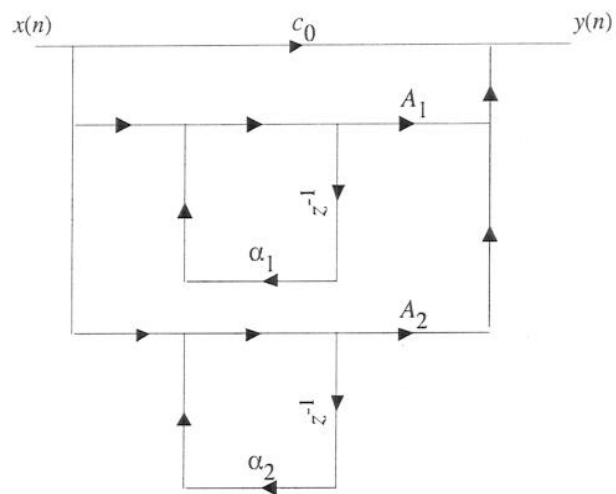 x(n) c₀ y(n)
A₁
z⁻¹
α₁
A₂
z⁻¹
α₂